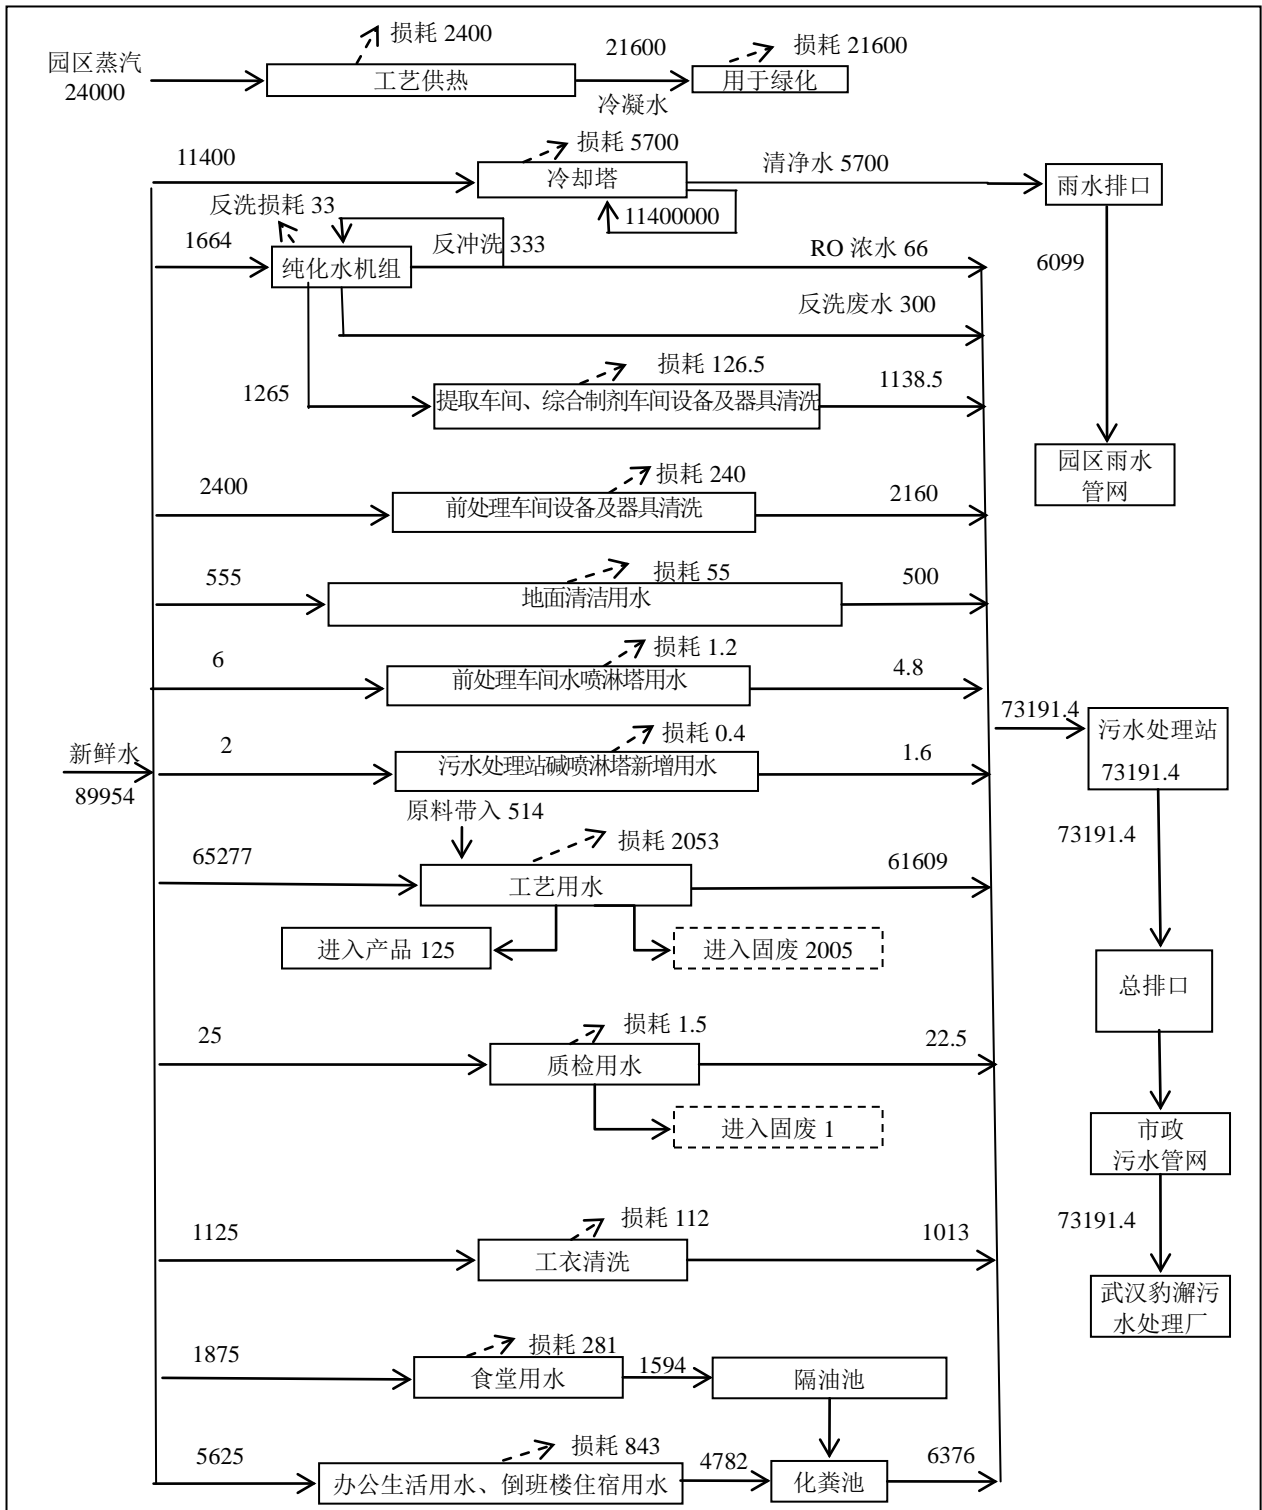 园区蒸汽
24000
损耗 2400
工艺供热
21600
冷凝水
损耗 21600
用于绿化
11400
损耗 5700
冷却塔
11400000
清净水 5700
雨水排口
6099
园区雨水
管网
反洗损耗 33
1664
纯化水机组
反冲洗 333
RO 浓水 66
反洗废水 300
1265
损耗 126.5
提取车间、综合制剂车间设备及器具清洗
1138.5
2400
损耗 240
前处理车间设备及器具清洗
2160
555
损耗 55
地面清洁用水
500
6
损耗 1.2
前处理车间水喷淋塔用水
4.8
新鲜水
89954
2
损耗 0.4
污水处理站碱喷淋塔新增用水
1.6
73191.4
污水处理站
73191.4
73191.4
原料带入 514
65277
损耗 2053
工艺用水
61609
进入产品 125
进入固废 2005
总排口
25
损耗 1.5
质检用水
22.5
进入固废 1
市政
污水管网
73191.4
武汉豹澥污
水处理厂
1125
损耗 112
工衣清洗
1013
1875
损耗 281
食堂用水
1594
隔油池
5625
损耗 843
办公生活用水、倒班楼住宿用水
4782
化粪池
6376